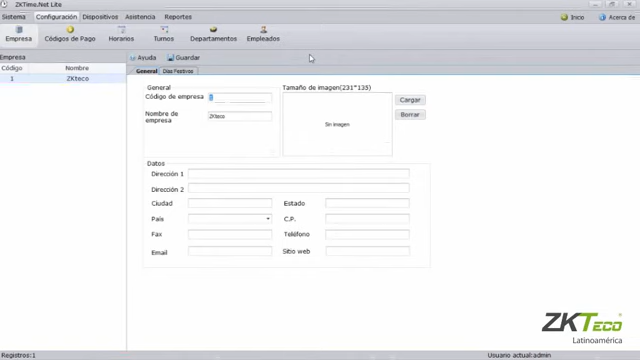 ZKTime.Net Lite
Sistema Configuración Dispositivos Asistencia Reportes Inicio Acerca de
Empresa Códigos de Pago Horarios Turnos Departamentos Empleados
Empresa Ayuda Guardar
Código Nombre
1 ZKteco
General Días Festivos
General
Código de empresa
Nombre de empresa ZKteco
Tamaño de imagen(231*135)
Sin imagen
Cargar
Borrar
Datos
Dirección 1
Dirección 2
Ciudad Estado
País C.P.
Fax Teléfono
Email Sitio web
ZKTeco
Latinoamérica
Registros:1 Usuario actual:admin